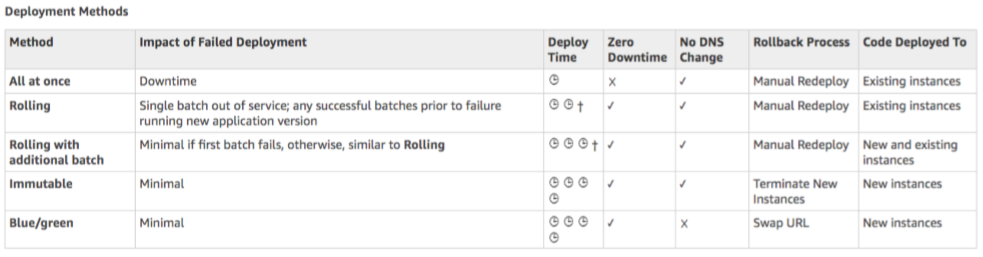 Deployment Methods
Method Impact of Failed Deployment Deploy Time Zero Downtime No DNS Change Rollback Process Code Deployed To
All at once Downtime X ✓ Manual Redeploy Existing instances
Rolling Single batch out of service; any successful batches prior to failure running new application version † ✓ ✓ Manual Redeploy Existing instances
Rolling with additional batch Minimal if first batch fails, otherwise, similar to Rolling † ✓ ✓ Manual Redeploy New and existing instances
Immutable Minimal ✓ ✓ Terminate New Instances New instances
Blue/green Minimal ✓ X Swap URL New instances